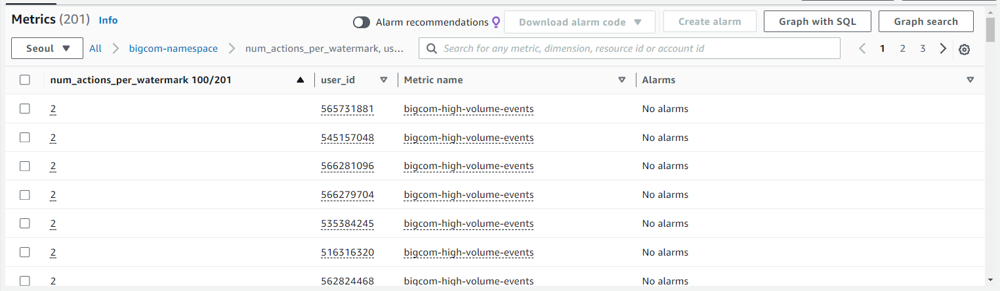 Metrics (201) Info Alarm recommendations Download alarm code Create alarm Graph with SQL Graph search
Seoul All bigcom-namespace num_actions_per_watermark, us... Search for any metric, dimension, resource id or account id 1 2 3
num_actions_per_watermark 100/201 user_id Metric name Alarms
2 565731881 bigcom-high-volume-events No alarms
2 545157048 bigcom-high-volume-events No alarms
2 566281096 bigcom-high-volume-events No alarms
2 566279704 bigcom-high-volume-events No alarms
2 535384245 bigcom-high-volume-events No alarms
2 516316320 bigcom-high-volume-events No alarms
2 562824468 bigcom-high-volume-events No alarms